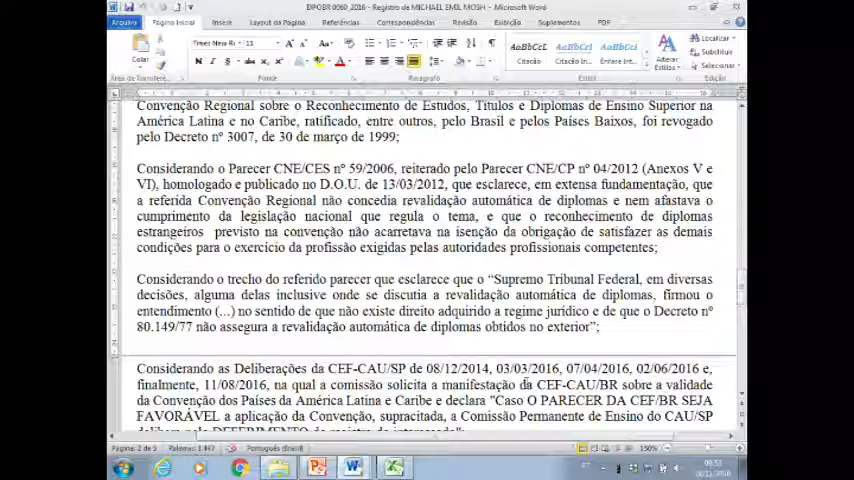 DPOBR 0060_2016 - Registro de MICHAEL EMIL MOSH - Microsoft Word
Arquivo Página Inicial Inserir Layout da Página Referências Correspondências Revisão Exibição Suplementos PDF
Times New Ro 11
Colar
AaBbCcI AaBbCcI AaBbCcI
Citação Citação I Ênfase Int
Alterar Estilos
Localizar
Substituir
Selecionar
Área de Transferê... Fonte Parágrafo Estilo Edição
Convenção Regional sobre o Reconhecimento de Estudos, Títulos e Diplomas de Ensino Superior na
América Latina e no Caribe, ratificado, entre outros, pelo Brasil e pelos Países Baixos, foi revogado
pelo Decreto nº 3007, de 30 de março de 1999;
Considerando o Parecer CNE/CES nº 59/2006, reiterado pelo Parecer CNE/CP nº 04/2012 (Anexos V e
VI), homologado e publicado no D.O.U. de 13/03/2012, que esclarece, em extensa fundamentação, que
a referida Convenção Regional não concedia revalidação automática de diplomas e nem afastava o
cumprimento da legislação nacional que regula o tema, e que o reconhecimento de diplomas
estrangeiros previsto na convenção não acarretava na isenção da obrigação de satisfazer as demais
condições para o exercício da profissão exigidas pelas autoridades profissionais competentes;
Considerando o trecho do referido parecer que esclarece que o “Supremo Tribunal Federal, em diversas
decisões, alguma delas inclusive onde se discutia a revalidação automática de diplomas, firmou o
entendimento (...) no sentido de que não existe direito adquirido a regime jurídico e de que o Decreto nº
80.149/77 não assegura a revalidação automática de diplomas obtidos no exterior”;
Considerando as Deliberações da CEF-CAU/SP de 08/12/2014, 03/03/2016, 07/04/2016, 02/06/2016 e,
finalmente, 11/08/2016, na qual a comissão solicita a manifestação da CEF-CAU/BR sobre a validade
da Convenção dos Países da América Latina e Caribe e declara "Caso O PARECER DA CEF/BR SEJA
FAVORÁVEL a aplicação da Convenção, supracitada, a Comissão Permanente de Ensino do CAU/SP
delibera pelo DEFERIMENTO do registro do interessado";
Página: 2 de 3 Português (Brasil) 150%
PT 09:53